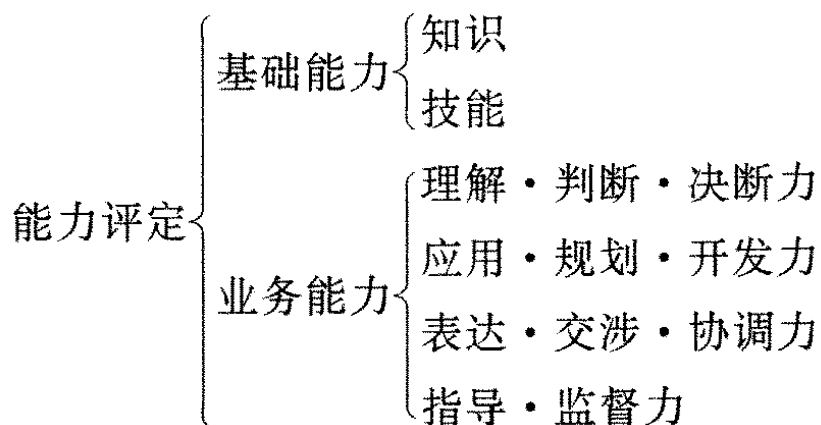 能力评定
基础能力
知识
技能
业务能力
理解·判断·决断力
应用·规划·开发力
表达·交涉·协调力
指导·监督力